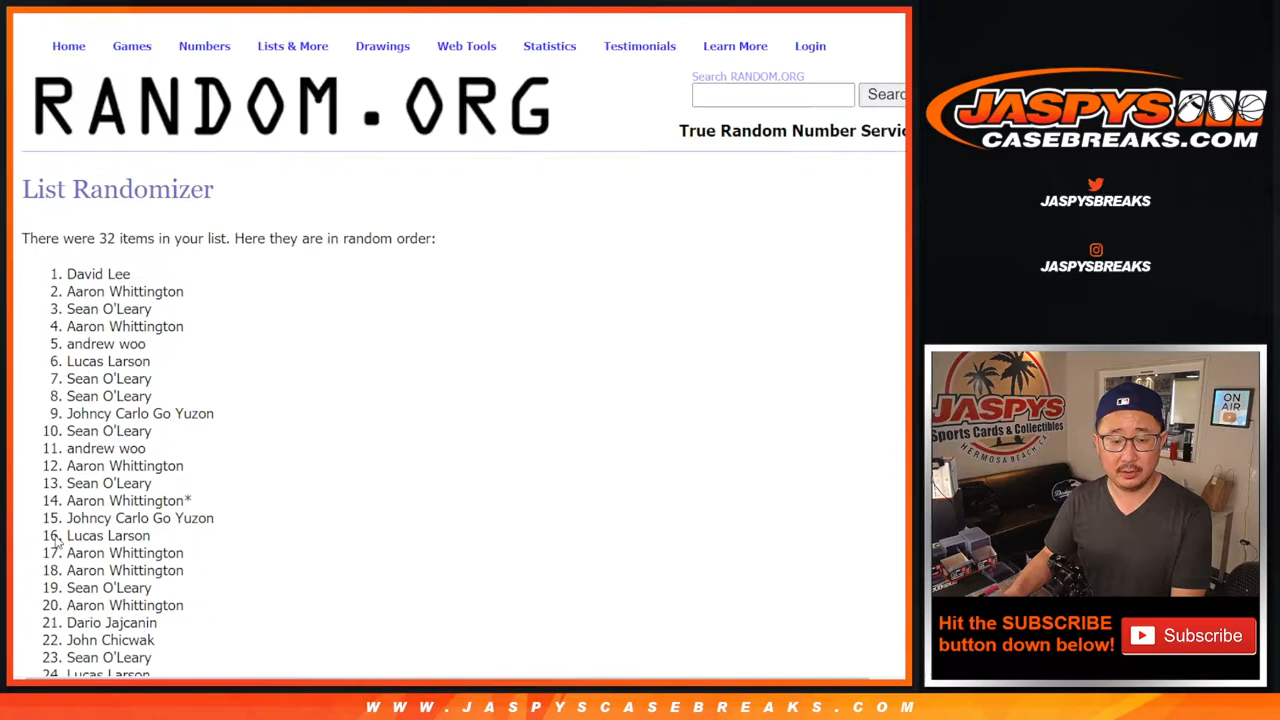 Home Games Numbers Lists & More Drawings Web Tools Statistics Testimonials Learn More Login
RANDOM.ORG
Search RANDOM.ORG
Searc
True Random Number Servic
List Randomizer
There were 32 items in your list. Here they are in random order:
1. David Lee
2. Aaron Whittington
3. Sean O'Leary
4. Aaron Whittington
5. andrew woo
6. Lucas Larson
7. Sean O'Leary
8. Sean O'Leary
9. Johncy Carlo Go Yuzon
10. Sean O'Leary
11. andrew woo
12. Aaron Whittington
13. Sean O'Leary
14. Aaron Whittington*
15. Johncy Carlo Go Yuzon
16. Lucas Larson
17. Aaron Whittington
18. Aaron Whittington
19. Sean O'Leary
20. Aaron Whittington
21. Dario Jajcanin
22. John Chicwak
23. Sean O'Leary
24. Lucas Larson
JASPYS
CASEBREAKS.COM
JASPYSBREAKS
JASPYSBREAKS
JASPYS
Sports Cards & Collectibles
HERMOSA BEACH, CA
ON
AIR
Hit the SUBSCRIBE
button down below!
Subscribe
WWW.JASPYSCASEBREAKS.COM